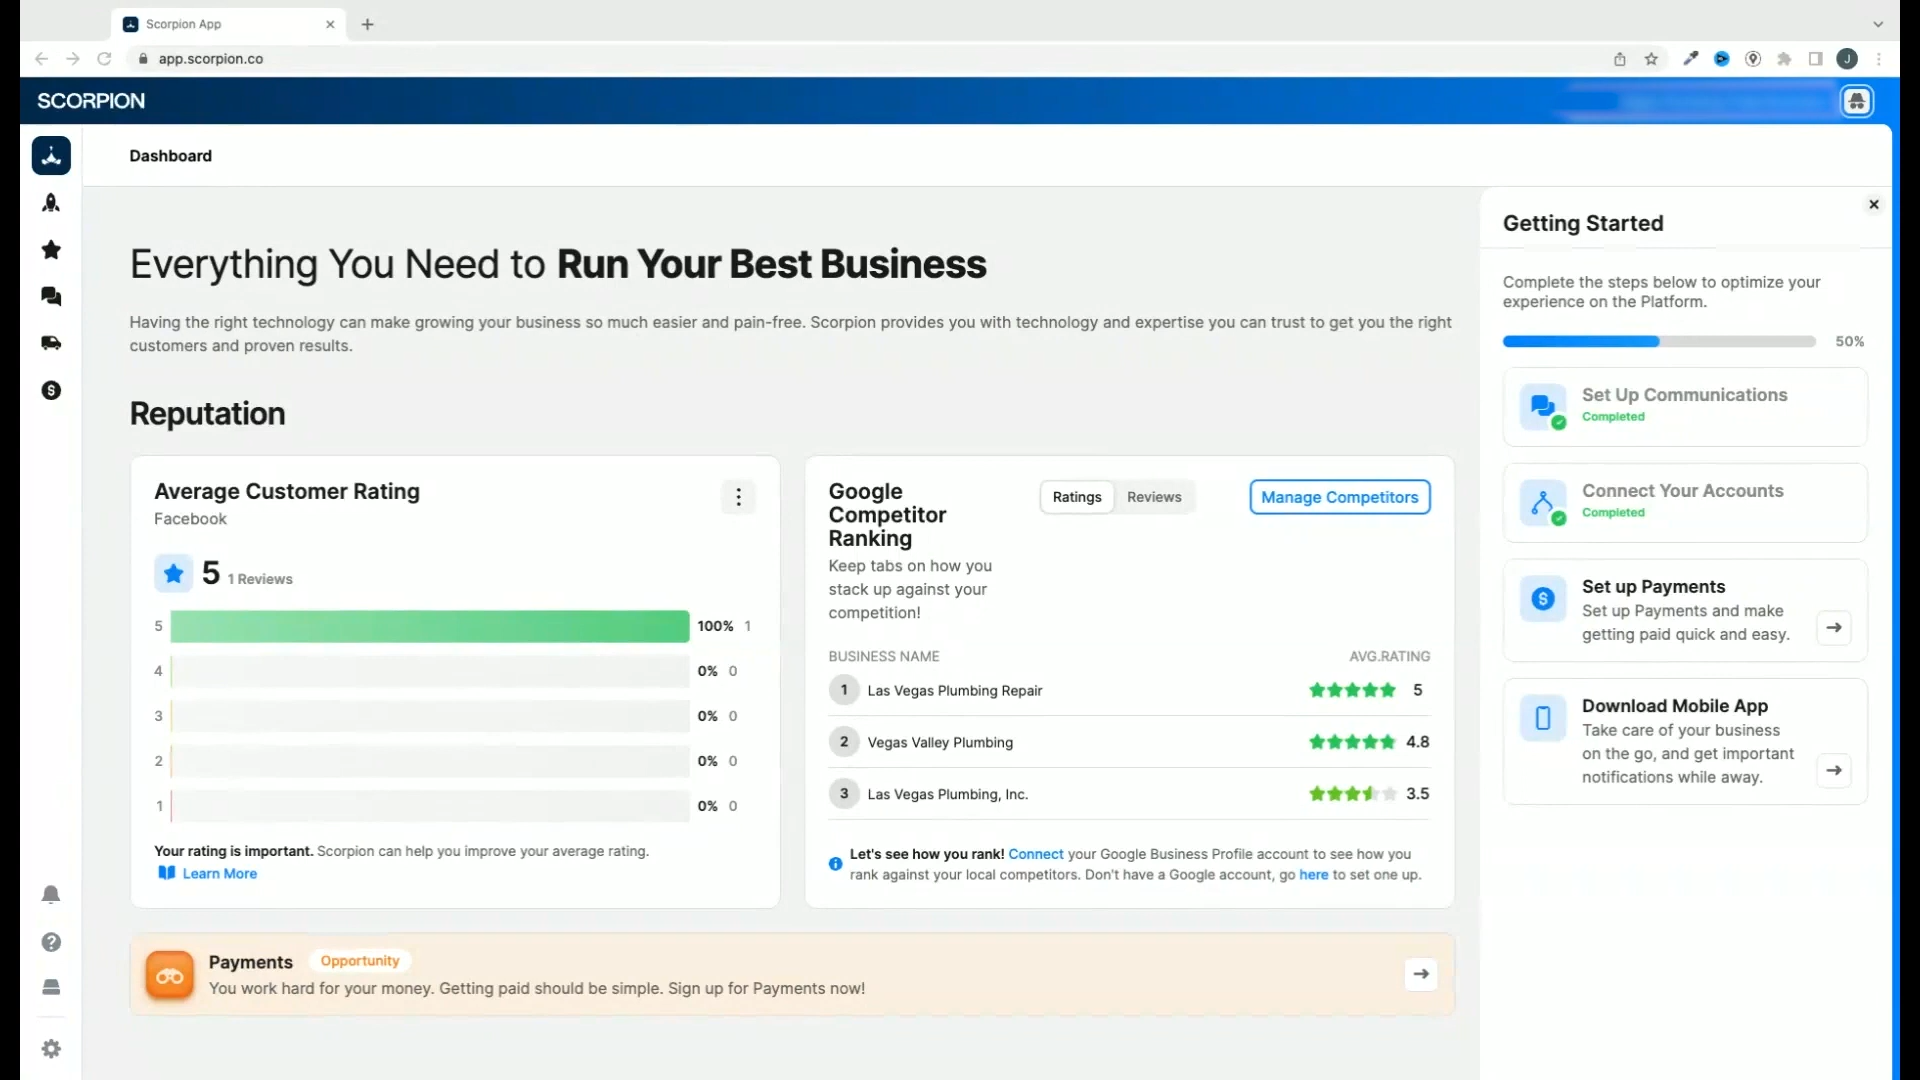 Scorpion App
app.scorpion.co
J
SCORPION
Dashboard
Everything You Need to Run Your Best Business
Having the right technology can make growing your business so much easier and pain-free. Scorpion provides you with technology and expertise you can trust to get you the right
customers and proven results.
Reputation
Average Customer Rating
Facebook
5 1 Reviews
5 100% 1
4 0% 0
3 0% 0
2 0% 0
1 0% 0
Your rating is important. Scorpion can help you improve your average rating.
Learn More
Google
Competitor
Ranking
Ratings Reviews Manage Competitors
Keep tabs on how you
stack up against your
competition!
BUSINESS NAME AVG.RATING
1 Las Vegas Plumbing Repair 5
2 Vegas Valley Plumbing 4.8
3 Las Vegas Plumbing, Inc. 3.5
Let's see how you rank! Connect your Google Business Profile account to see how you
rank against your local competitors. Don't have a Google account, go here to set one up.
Payments Opportunity
You work hard for your money. Getting paid should be simple. Sign up for Payments now!
Getting Started
Complete the steps below to optimize your
experience on the Platform.
50%
Set Up Communications
Completed
Connect Your Accounts
Completed
Set up Payments
Set up Payments and make
getting paid quick and easy.
Download Mobile App
Take care of your business
on the go, and get important
notifications while away.